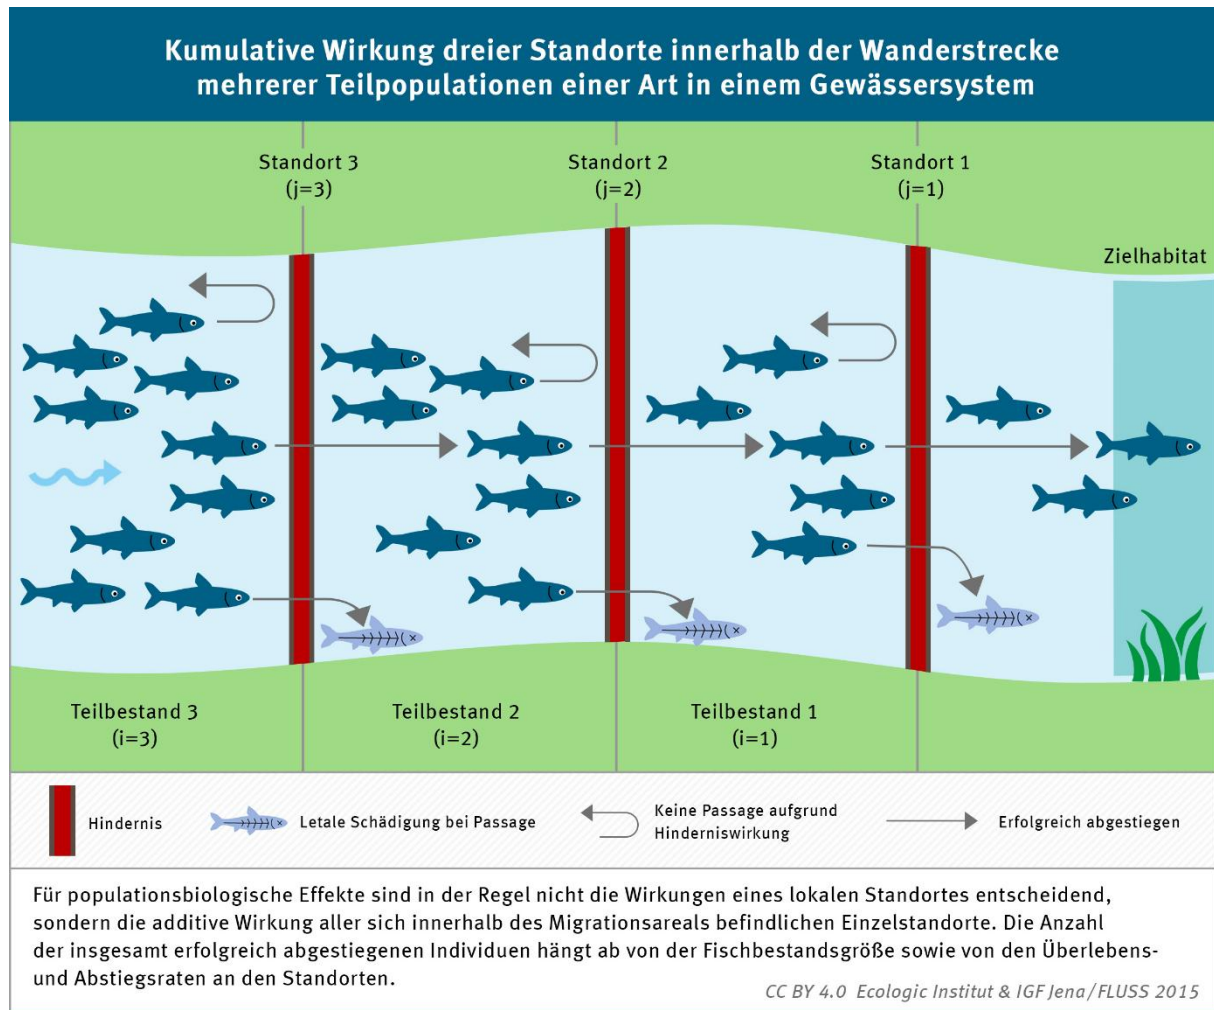 Kumulative Wirkung dreier Standorte innerhalb der Wanderstrecke
mehrerer Teilpopulationen einer Art in einem Gewässersystem
Standort 3
(j=3)
Standort 2
(j=2)
Standort 1
(j=1)
Zielhabitat
Teilbestand 3
(i=3)
Teilbestand 2
(i=2)
Teilbestand 1
(i=1)
Hindernis
Letale Schädigung bei Passage
Keine Passage aufgrund
Hinderniswirkung
Erfolgreich abgestiegen
Für populationsbiologische Effekte sind in der Regel nicht die Wirkungen eines lokalen Standortes entscheidend,
sondern die additive Wirkung aller sich innerhalb des Migrationsareals befindlichen Einzelstandorte. Die Anzahl
der insgesamt erfolgreich abgestiegenen Individuen hängt ab von der Fischbestandsgröße sowie von den Überlebens-
und Abstiegsraten an den Standorten.
CC BY 4.0 Ecologic Institut & IGF Jena/FLUSS 2015